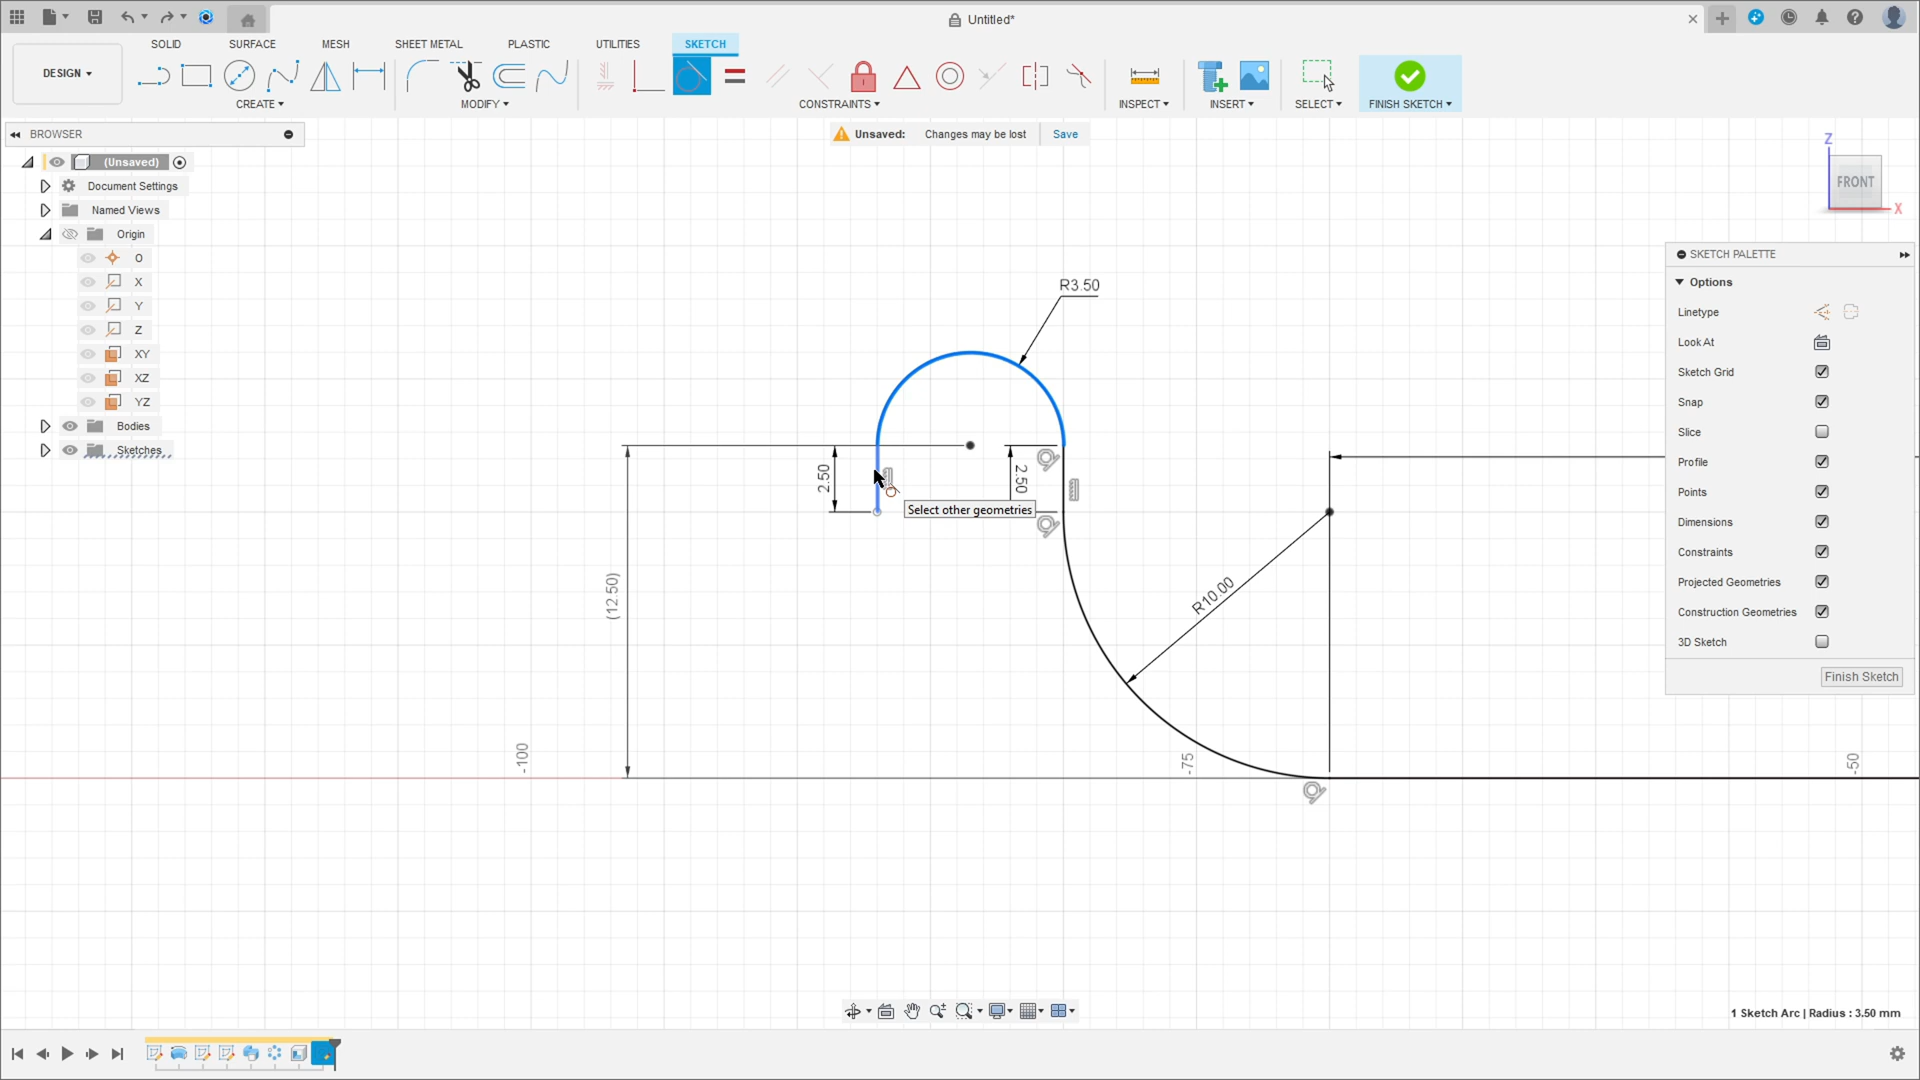 Untitled*
DESIGN
SOLID
SURFACE
MESH
SHEET METAL
PLASTIC
UTILITIES
SKETCH
CREATE
MODIFY
CONSTRAINTS
INSPECT
INSERT
SELECT
FINISH SKETCH
BROWSER
Unsaved: Changes may be lost Save
(Unsaved)
Document Settings
Named Views
Origin
O
X
Y
Z
XY
XZ
YZ
Bodies
Sketches
Z
FRONT
X
SKETCH PALETTE
Options
Linetype
Look At
Sketch Grid
Snap
Slice
Profile
Points
Dimensions
Constraints
Projected Geometries
Construction Geometries
3D Sketch
Finish Sketch
R3.50
2.50
2.50
Select other geometries
(12.50)
R10.00
-100
-75
-50
1 Sketch Arc | Radius : 3.50 mm